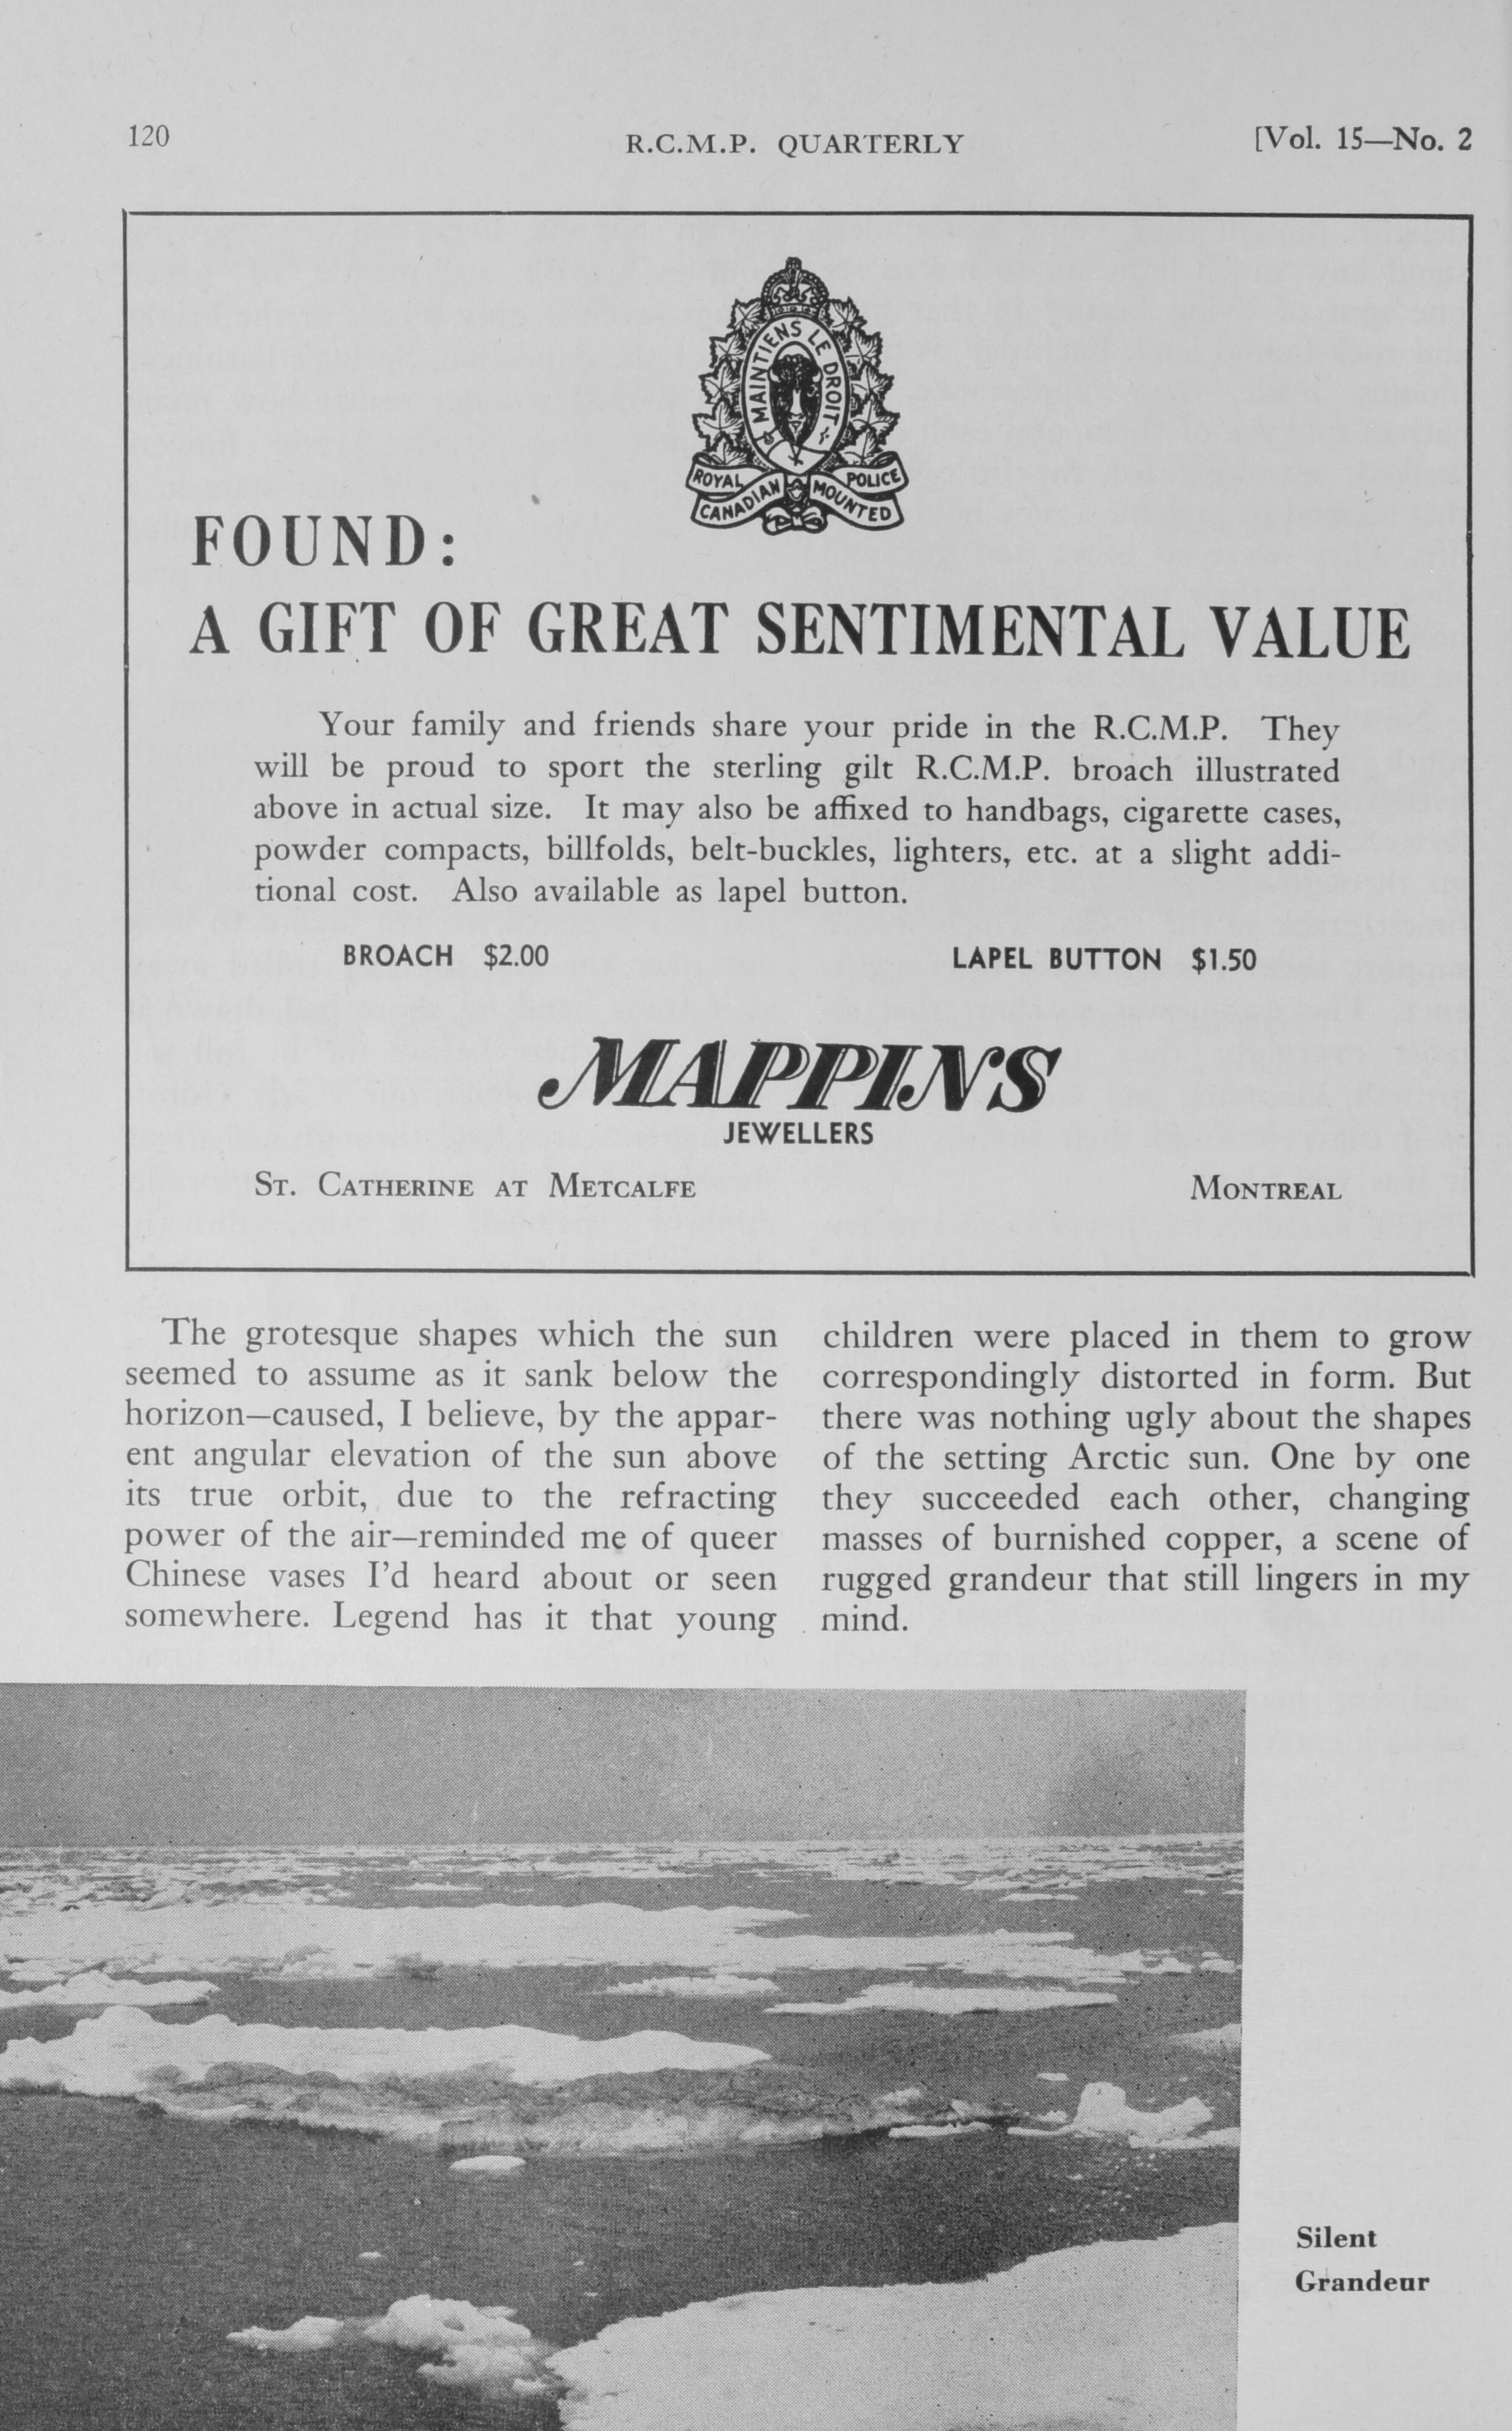 120
R.C.M.P. QUARTERLY
[Vol. 15—No. 2
MAINTIENS LE DROIT
ROYAL
CANADIAN
MOUNTED
POLICE
FOUND:
A GIFT OF GREAT SENTIMENTAL VALUE
Your family and friends share your pride in the R.C.M.P. They
will be proud to sport the sterling gilt R.C.M.P. broach illustrated
above in actual size. It may also be affixed to handbags, cigarette cases,
powder compacts, billfolds, belt-buckles, lighters, etc. at a slight addi-
tional cost. Also available as lapel button.
BROACH $2.00
LAPEL BUTTON $1.50
MAPPINS
JEWELLERS
ST. CATHERINE AT METCALFE
MONTREAL
The grotesque shapes which the sun
seemed to assume as it sank below the
horizon—caused, I believe, by the appar-
ent angular elevation of the sun above
its true orbit, due to the refracting
power of the air—reminded me of queer
Chinese vases I'd heard about or seen
somewhere. Legend has it that young
children were placed in them to grow
correspondingly distorted in form. But
there was nothing ugly about the shapes
of the setting Arctic sun. One by one
they succeeded each other, changing
masses of burnished copper, a scene of
rugged grandeur that still lingers in my
mind.
Silent
Grandeur